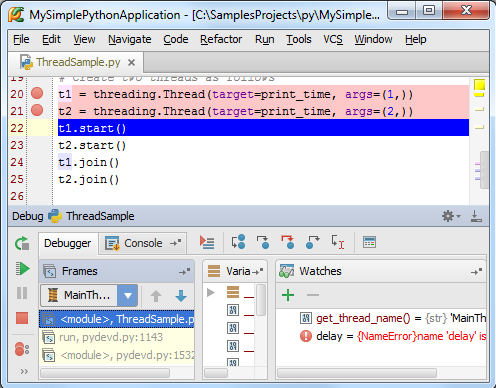 MySimplePythonApplication - [C:\SamplesProjects\py\MySimple...
File Edit View Navigate Code Refactor Run Tools VCS Window Help
ThreadSample.py
19 # Create two threads as follows
20 t1 = threading.Thread(target=print_time, args=(1,))
21 t2 = threading.Thread(target=print_time, args=(2,))
22 t1.start()
23 t2.start()
24 t1.join()
25 t2.join()
26
Debug ThreadSample
Debugger Console
Frames Varia Watches
MainTh...
<module>, ThreadSample.p
run, pydevd.py:1143
<module>, pydevd.py:1532
get_thread_name() = {str} 'MainTh
delay = {NameError}name 'delay' is